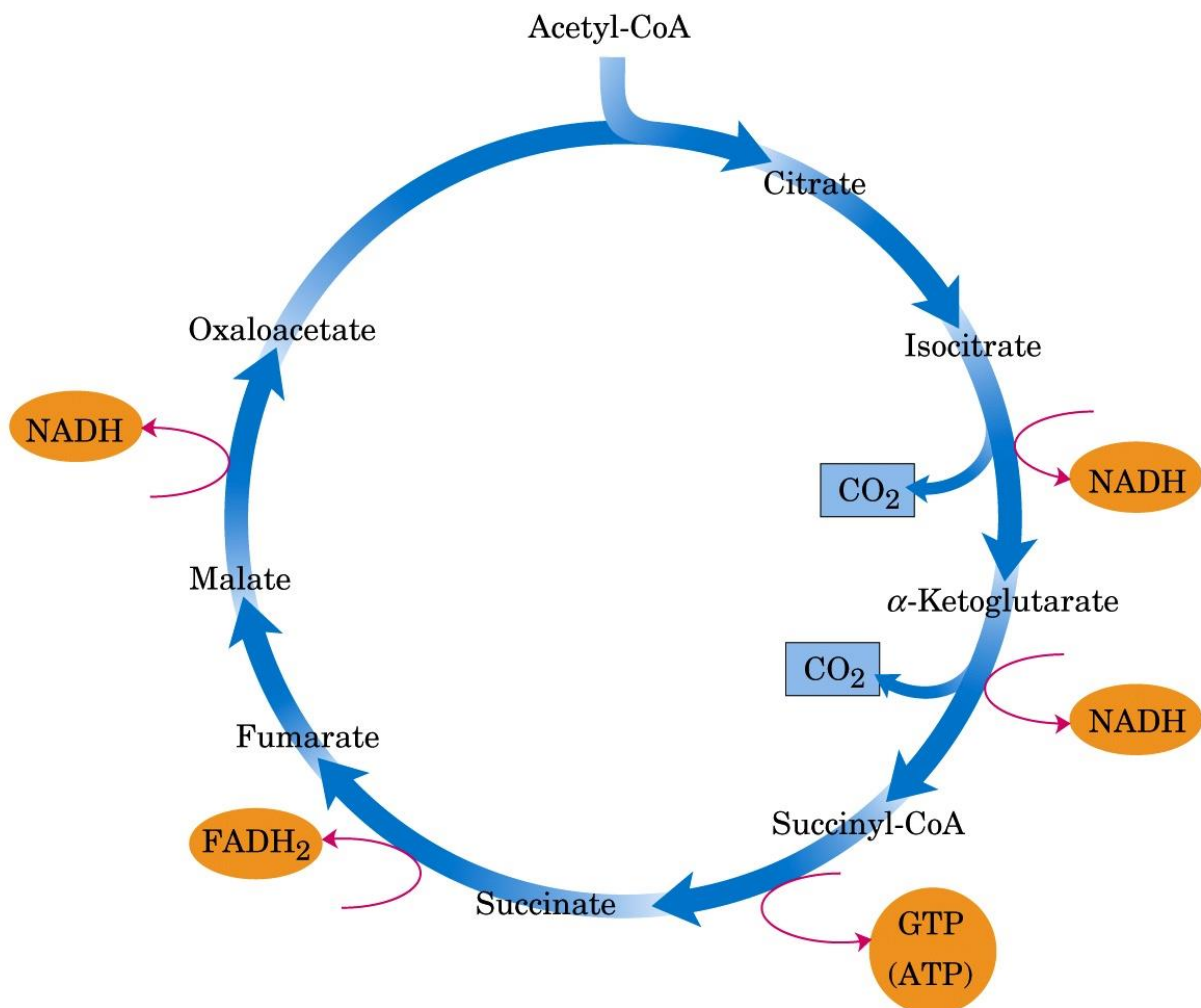 Acetyl-CoA
Citrate
Oxaloacetate
Isocitrate
NADH
NADH
CO₂
Malate
α-Ketoglutarate
CO₂
NADH
Fumarate
Succinyl-CoA
FADH₂
Succinate
GTP
(ATP)